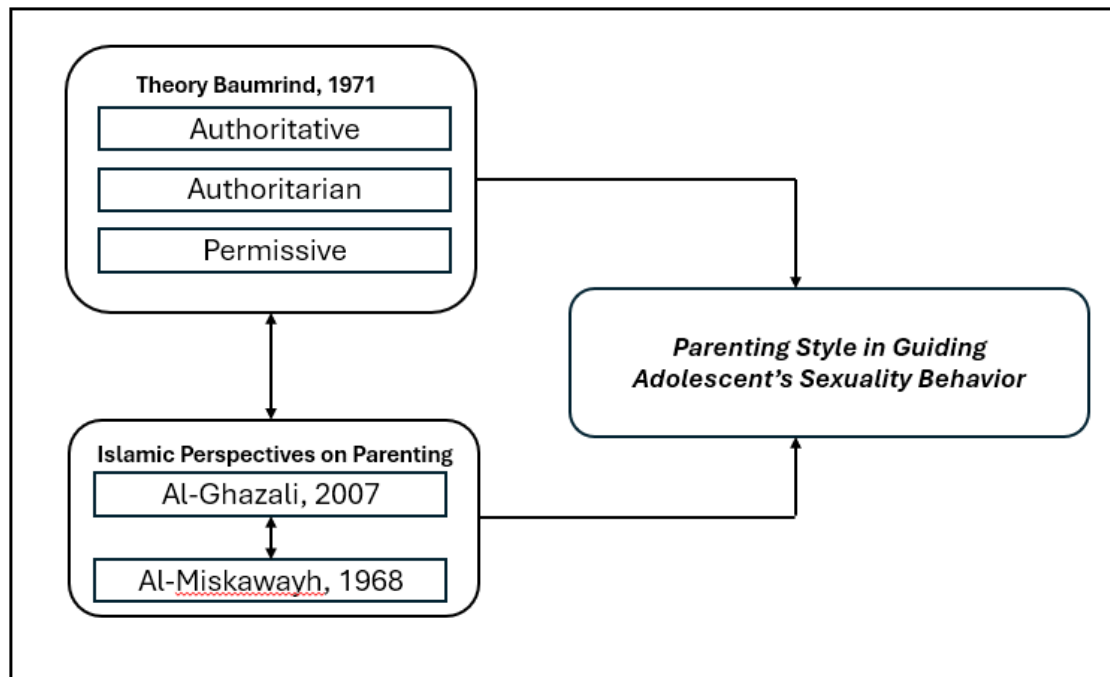 Theory Baumrind, 1971
Authoritative
Authoritarian
Permissive
Parenting Style in Guiding
Adolescent's Sexuality Behavior
Islamic Perspectives on Parenting
Al-Ghazali, 2007
Al-Miskawayh, 1968